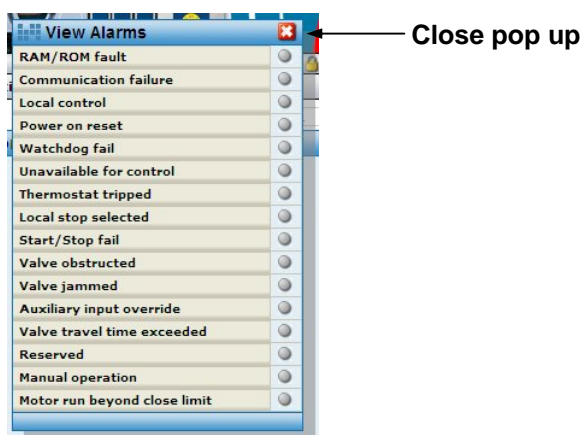 View Alarms
Close pop up
RAM/ROM fault
Communication failure
Local control
Power on reset
Watchdog fail
Unavailable for control
Thermostat tripped
Local stop selected
Start/Stop fail
Valve obstructed
Valve jammed
Auxiliary input override
Valve travel time exceeded
Reserved
Manual operation
Motor run beyond close limit